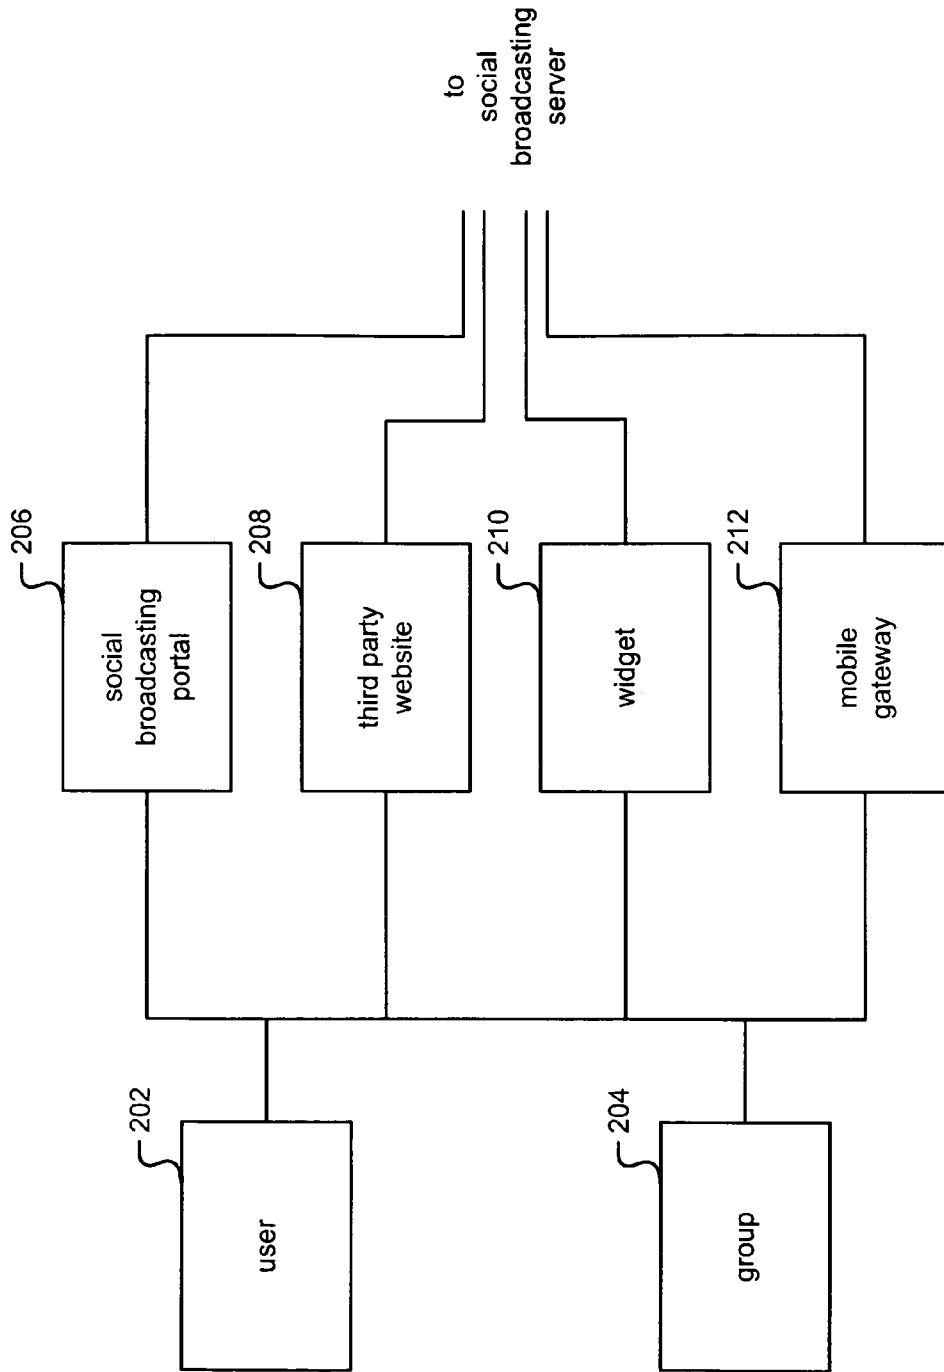 202
user
204
group
206
social
broadcasting
portal
208
third party
website
210
widget
212
mobile
gateway
to
social
broadcasting
server